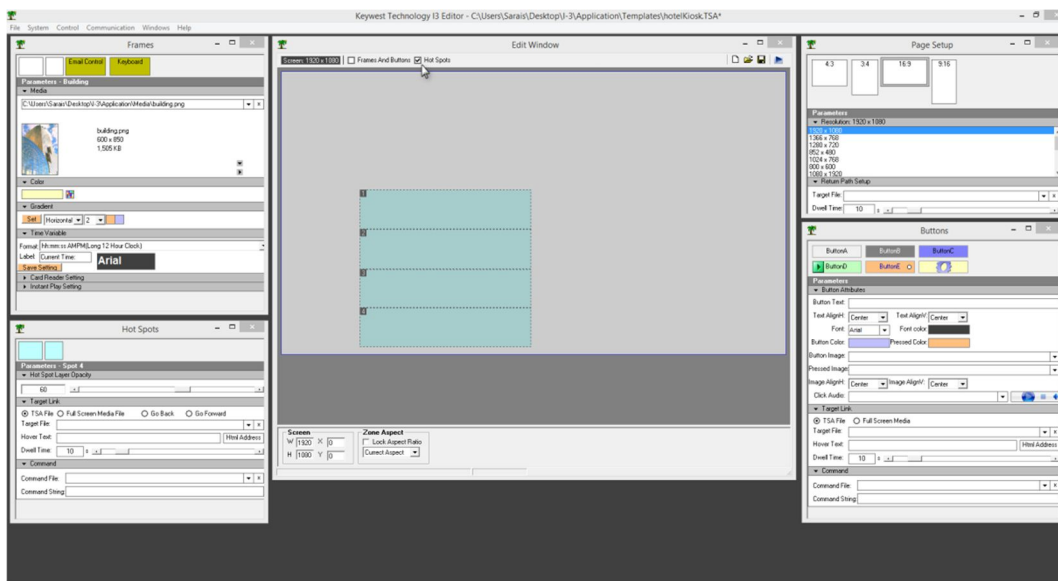 Keywest Technology I3 Editor - C:\Users\Sarais\Desktop\I-3\Application\Templates\hotelKiosk.TSA*
File System Control Communication Windows Help
Frames
Email Control Keyboard
Parameters - Building
Media
C:\Users\Sarais\Desktop\I-3\Application\Media\building.png
building.png
600 x 850
1,505 KB
Color
Gradient
Set Horizontal 2
Time Variable
Format hh:mm:ss AMPM(Long 12 Hour Clock)
Label Current Time:
Arial
Save Setting
Card Reader Setting
Instant Play Setting
Hot Spots
Parameters - Spot 4
Hot Spot Layer Opacity
60
Target Link
TSA File Full Screen Media File Go Back Go Forward
Target File:
Hover Text: Html Address
Dwell Time: 10 s
Command
Command File:
Command String:
Edit Window
Screen: 1920 x 1080 Frames And Buttons Hot Spots
1
2
3
4
Screen
W 1920 X 0
H 1080 Y 0
Zone Aspect
Lock Aspect Ratio
Currect Aspect
Page Setup
4:3 3:4 16:9 9:16
Parameters
Resolution: 1920 x 1080
1920 x 1080
1366 x 768
1280 x 720
852 x 480
1024 x 768
800 x 600
1080 x 1920
Return Path Setup
Target File:
Dwell Time: 10 s
Buttons
ButtonA ButtonB ButtonC
ButtonD ButtonE
Parameters
Button Attributes
Button Text:
Text AlignH: Center Text AlignV: Center
Font: Arial Font color:
Button Color: Pressed Color:
Button Image:
Pressed Image:
Image AlignH: Center Image AlignV: Center
Click Audio:
Target Link
TSA File Full Screen Media
Target File:
Hover Text: Html Address
Dwell Time: 10 s
Command
Command File:
Command String: